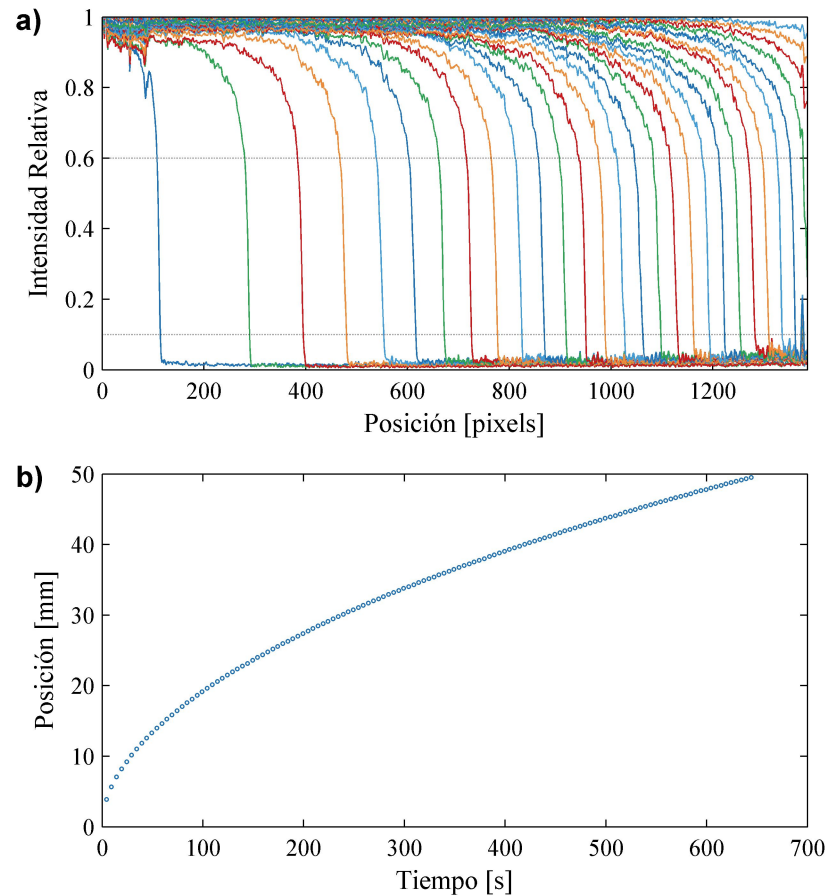 a)
1
0.8
0.6
0.4
0.2
0
Intensidad Relativa
0 200 400 600 800 1000 1200
Posición [pixels]
b)
50
40
30
20
10
0
Posición [mm]
0 100 200 300 400 500 600 700
Tiempo [s]